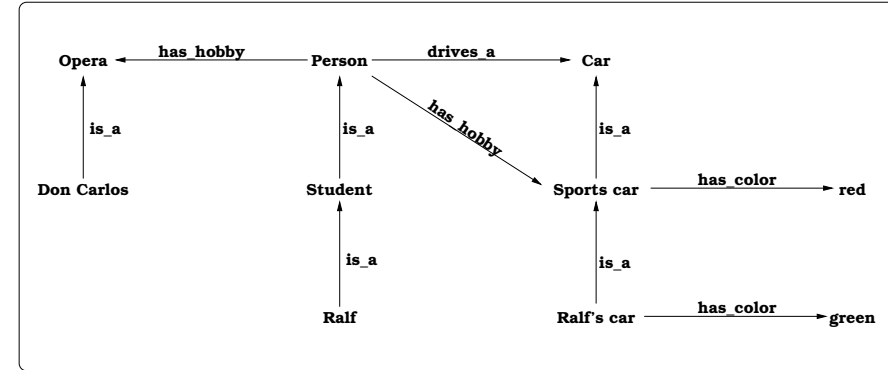 has_hobby
drives_a
Opera
Person
Car
has_hobby
is_a
is_a
is_a
Don Carlos
Student
Sports car
has_color
red
is_a
is_a
Ralf
Ralf's car
has_color
green